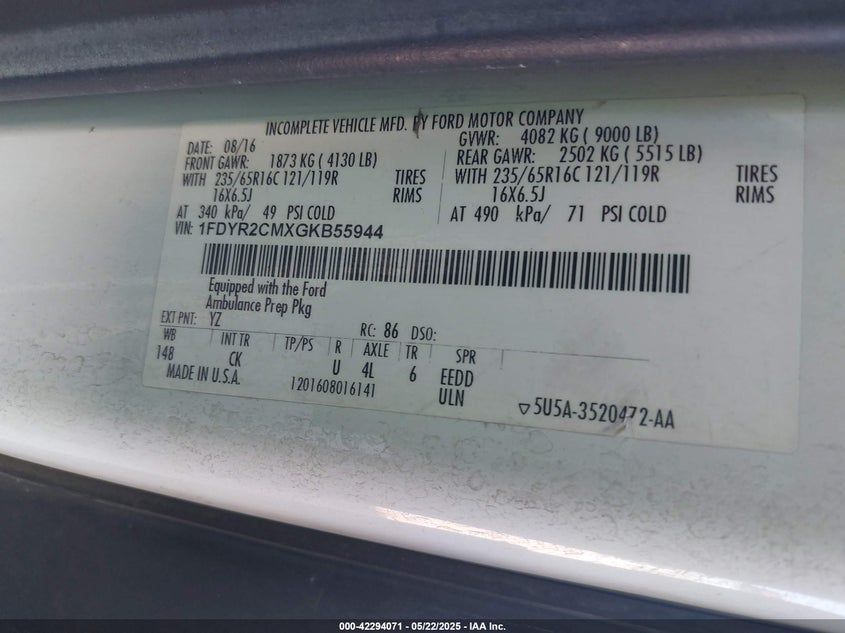 INCOMPLETE VEHICLE MFD. BY FORD MOTOR COMPANY
DATE: 08/16 GVWR: 4082 KG ( 9000 LB)
FRONT GAWR: 1873 KG ( 4130 LB) REAR GAWR: 2502 KG ( 5515 LB)
WITH 235/65R16C 121/119R TIRES WITH 235/65R16C 121/119R TIRES
16X6.5J RIMS 16X6.5J RIMS
AT 340 kPa/ 49 PSI COLD AT 490 kPa/ 71 PSI COLD
VIN: 1FDYR2CMXGKB55944
Equipped with the Ford
Ambulance Prep Pkg
EXT PNT: YZ RC: 86 DSO:
WB INT TR TP/PS R AXLE TR SPR
148 CK U 4L 6 EEDD
MADE IN U.S.A. 1201608016141 ULN
▽5U5A-3520472-AA
000-42294071 - 05/22/2025 - IAA Inc.